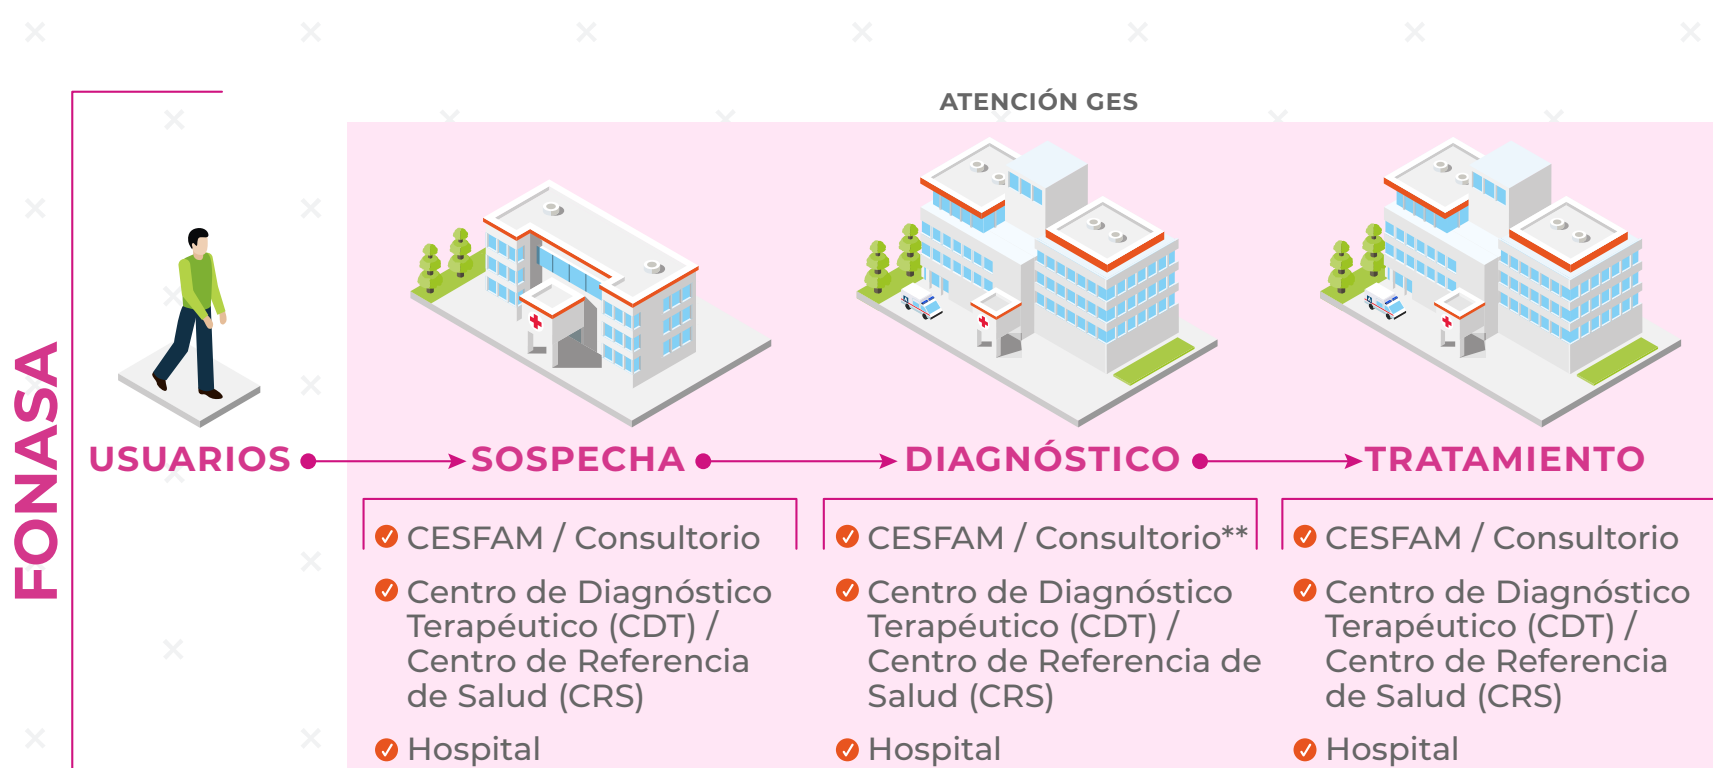 ATENCIÓN GES
FONASA
USUARIOS
SOSPECHA
DIAGNÓSTICO
TRATAMIENTO
CESFAM / Consultorio
Centro de Diagnóstico
Terapéutico (CDT) /
Centro de Referencia
de Salud (CRS)
Hospital
CESFAM / Consultorio**
Centro de Diagnóstico
Terapéutico (CDT) /
Centro de Referencia de
Salud (CRS)
Hospital
CESFAM / Consultorio
Centro de Diagnóstico
Terapéutico (CDT) /
Centro de Referencia
de Salud (CRS)
Hospital